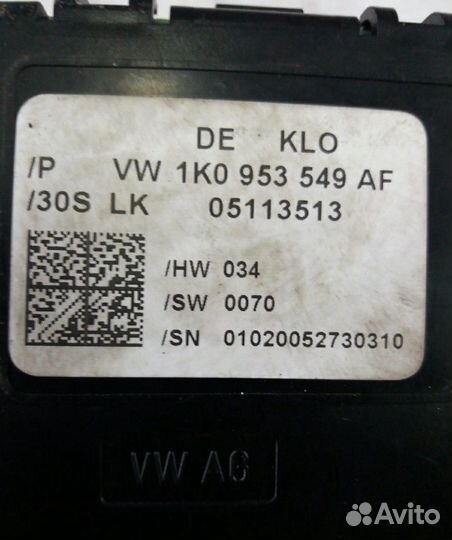 DE KLO
/P VW 1K0 953 549 AF
/30S LK 05113513
/HW 034
/SW 0070
/SN 01020052730310
VW AG
Avito